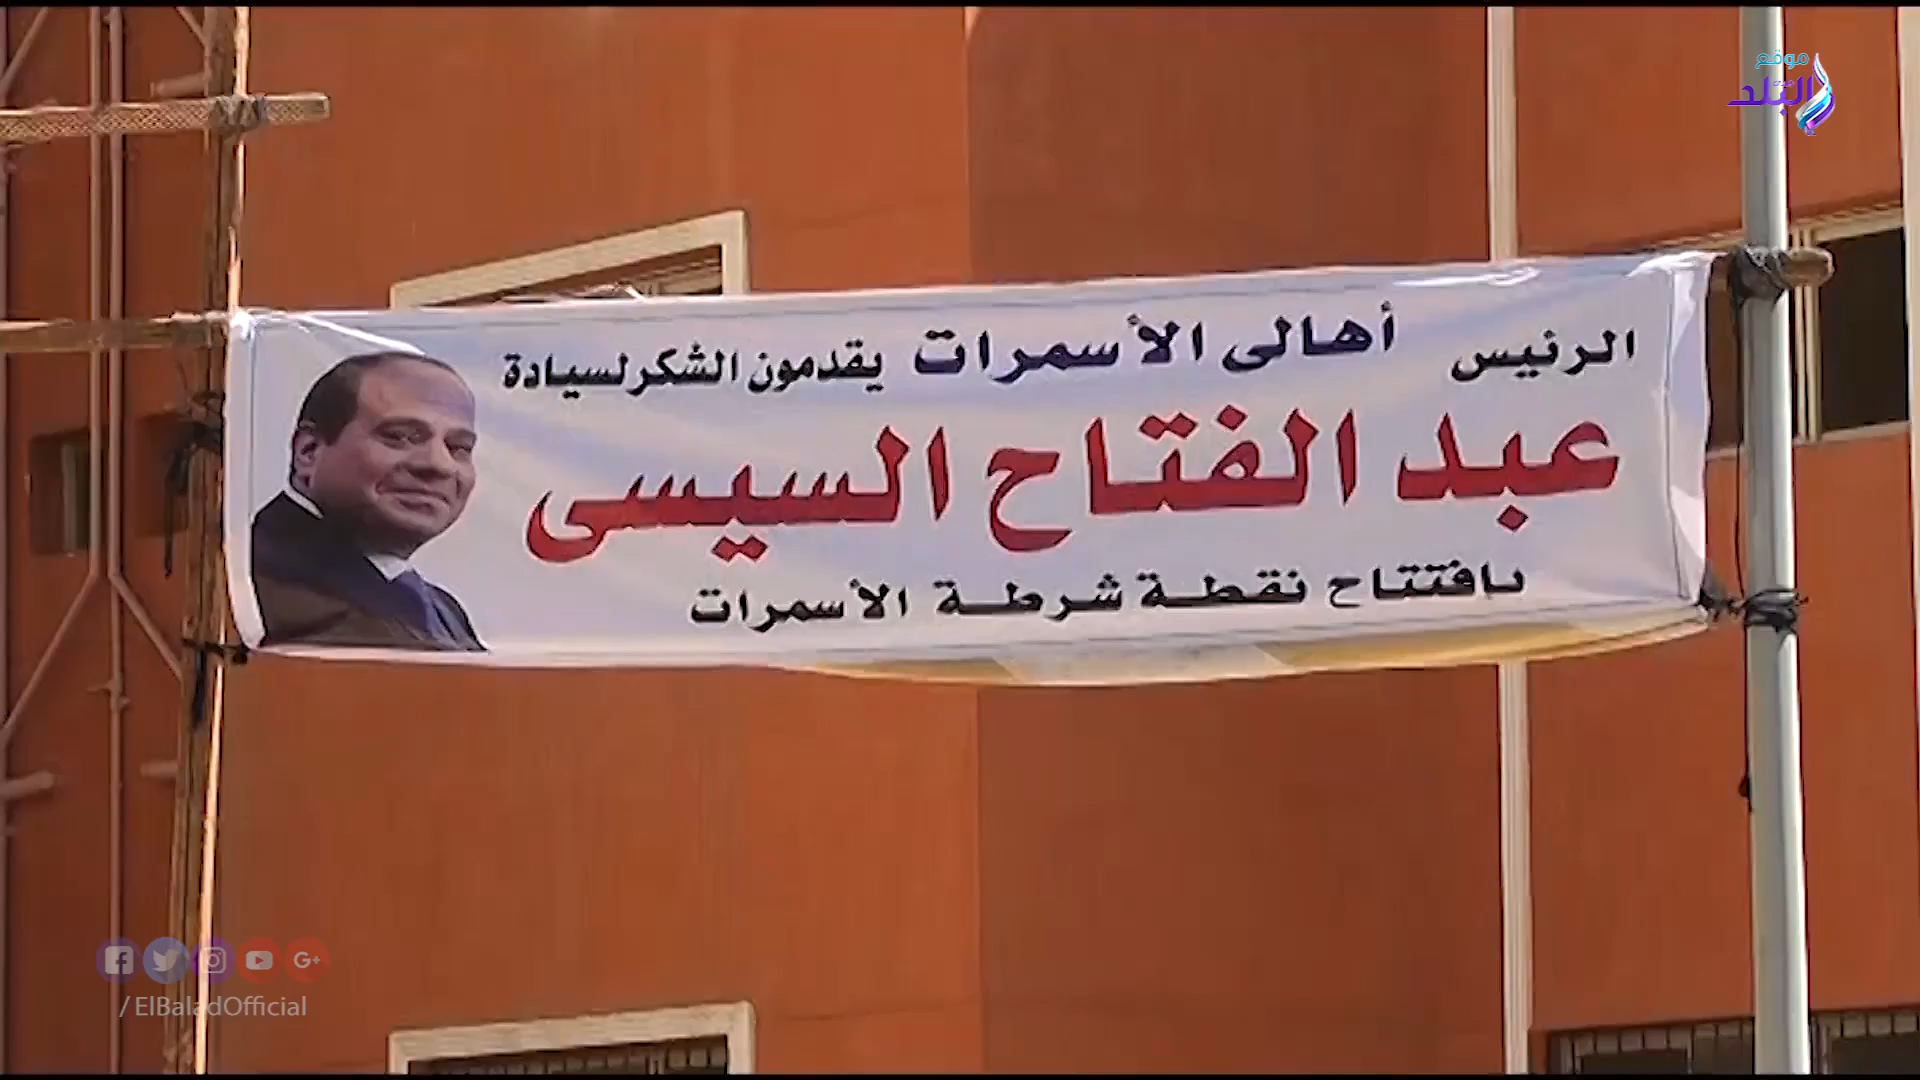 موقع
البلد
أهالى الأسمرات يقدمون الشكر لسيادة
الرئيس
عبد الفتاح السيسى
بافتتاح نقطة شرطة الأسمرات
/ ElBaladOfficial